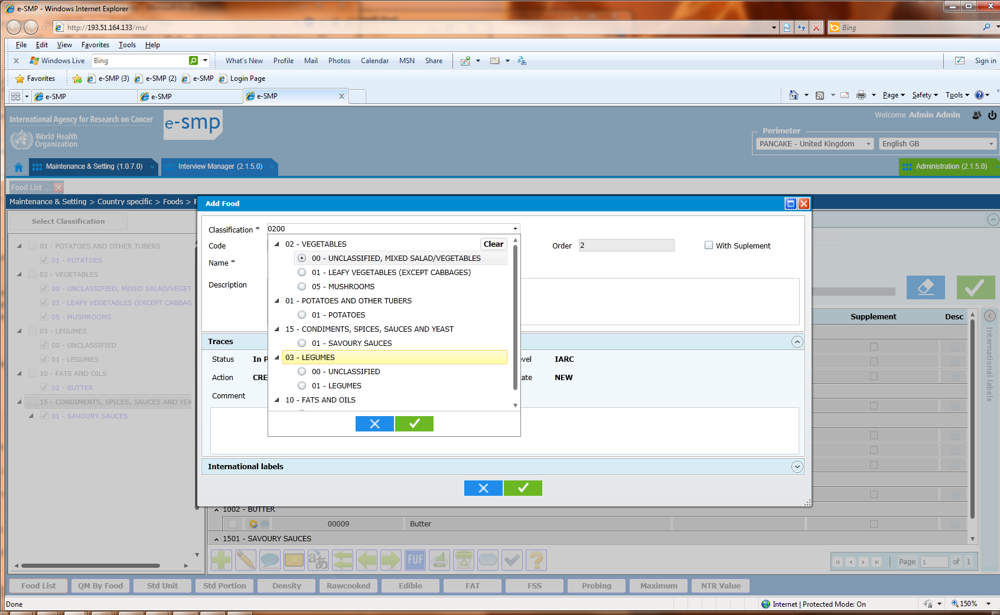 e-SMP - Windows Internet Explorer
http://193.51.164.133/ms/
Bing
File Edit View Favorites Tools Help
Windows Live Bing What's New Profile Mail Photos Calendar MSN Share Sign in
Favorites e-SMP (3) e-SMP (2) e-SMP Login Page
e-SMP e-SMP e-SMP Page Safety Tools
International Agency for Research on Cancer
World Health
Organization
e-smp
Welcome Admin Admin
Perimeter
PANCAKE - United Kingdom English GB
Maintenance & Setting (1.0.7.0) Interview Manager (2.1.5.0) Administration (2.1.5.0)
Food List
Maintenance & Setting > Country specific > Foods >
Select Classification
01 - POTATOES AND OTHER TUBERS
01 - POTATOES
02 - VEGETABLES
00 - UNCLASSIFIED, MIXED SALAD/VEGET
01 - LEAFY VEGETABLES (EXCEPT CABBAG
05 - MUSHROOMS
03 - LEGUMES
00 - UNCLASSIFIED
01 - LEGUMES
10 - FATS AND OILS
02 - BUTTER
15 - CONDIMENTS, SPICES, SAUCES AND YEA
01 - SAVOURY SAUCES
Add Food
Classification * 0200
Code
Order 2
With Suplement
Name *
Description
Clear
02 - VEGETABLES
00 - UNCLASSIFIED, MIXED SALAD/VEGETABLES
01 - LEAFY VEGETABLES (EXCEPT CABBAGES)
05 - MUSHROOMS
01 - POTATOES AND OTHER TUBERS
01 - POTATOES
15 - CONDIMENTS, SPICES, SAUCES AND YEAST
01 - SAVOURY SAUCES
03 - LEGUMES
00 - UNCLASSIFIED
01 - LEGUMES
10 - FATS AND OILS
Traces
Status In P evel IARC
Action CRE ate NEW
Comment
International labels
Supplement Desc
International labels
1002 - BUTTER
00009 Butter
1501 - SAVOURY SAUCES
FUF
Page 1 of 1
Food List QM By Food Std Unit Std Portion Density Rawcooked Edible FAT FSS Probing Maximum NTR Value
Done Internet | Protected Mode: On 150%